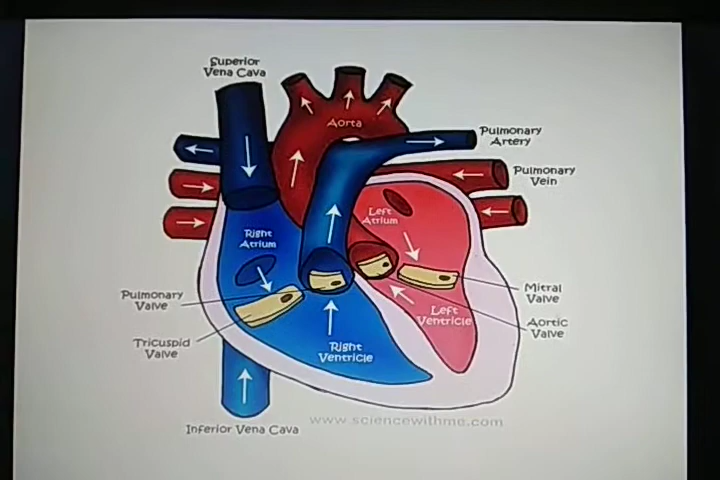 Superior
Vena Cava
Aorta
Pulmonary
Artery
Pulmonary
Vein
Left
Atrium
Right
Atrium
Pulmonary
Valve
Mitral
Valve
Left
Ventricle
Aortic
Valve
Tricuspid
Valve
Right
Ventricle
www.sciencewithme.com
Inferior Vena Cava